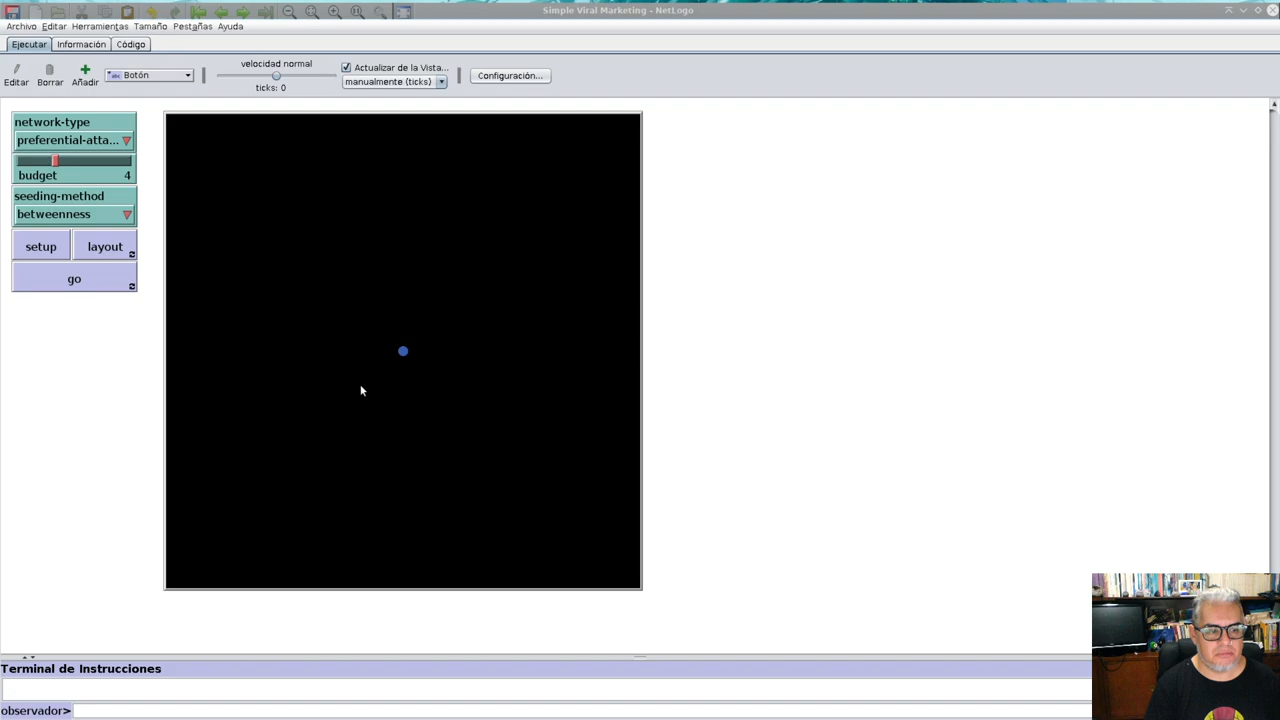 Simple Viral Marketing - NetLogo
Archivo Editar Herramientas Tamaño Pestañas Ayuda
Ejecutar Información Código
Editar Borrar Añadir
abc Botón
velocidad normal
ticks: 0
Actualizar de la Vista...
manualmente (ticks)
Configuración...
network-type
preferential-atta...
budget 4
seeding-method
betweenness
setup layout
go
Terminal de Instrucciones
observador>